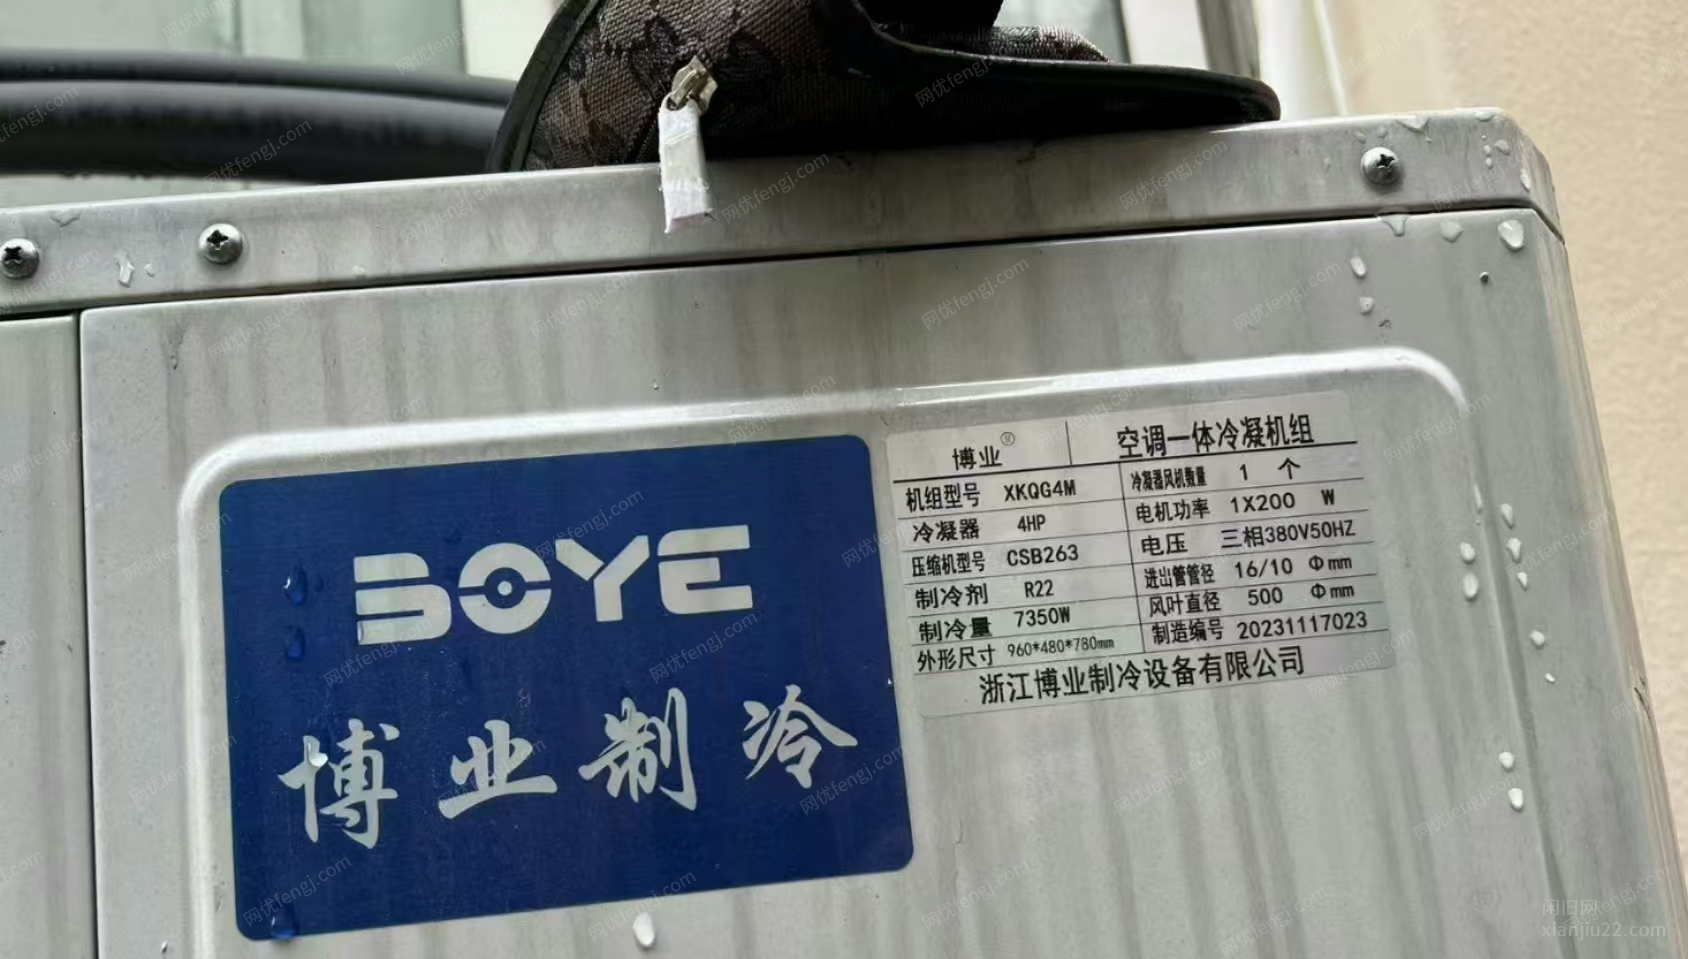 BOYE
博业制冷
博业® 空调一体冷凝机组
机组型号 XKQG4M 冷凝器风机数量 1 个
冷凝器 4HP 电机功率 1X200 W
压缩机型号 CSB263 电压 三相380V50HZ
制冷剂 R22 进出管管径 16/10 Φmm
制冷量 7350W 风叶直径 500 Φmm
外形尺寸 960*480*780mm 制造编号 20231117023
浙江博业制冷设备有限公司
网优fengj.com
闲旧网
xianjiu22.com